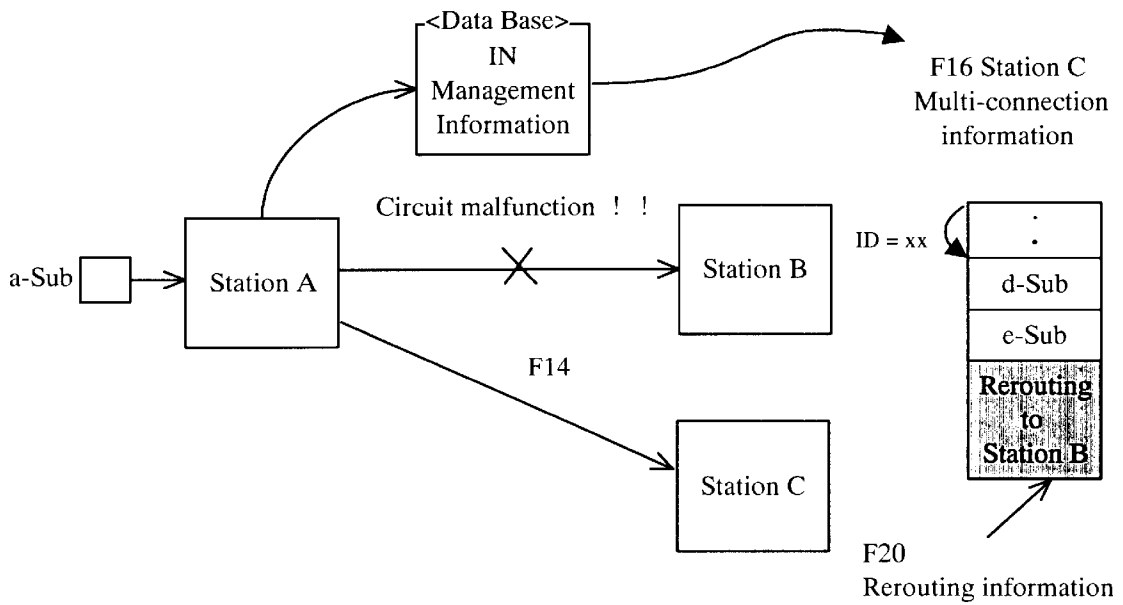 <Data Base>
IN
Management
Information
F16 Station C
Multi-connection
information
Circuit malfunction ! !
a-Sub
Station A
Station B
ID = xx
:
d-Sub
e-Sub
Rerouting
to
Station B
F14
Station C
F20
Rerouting information